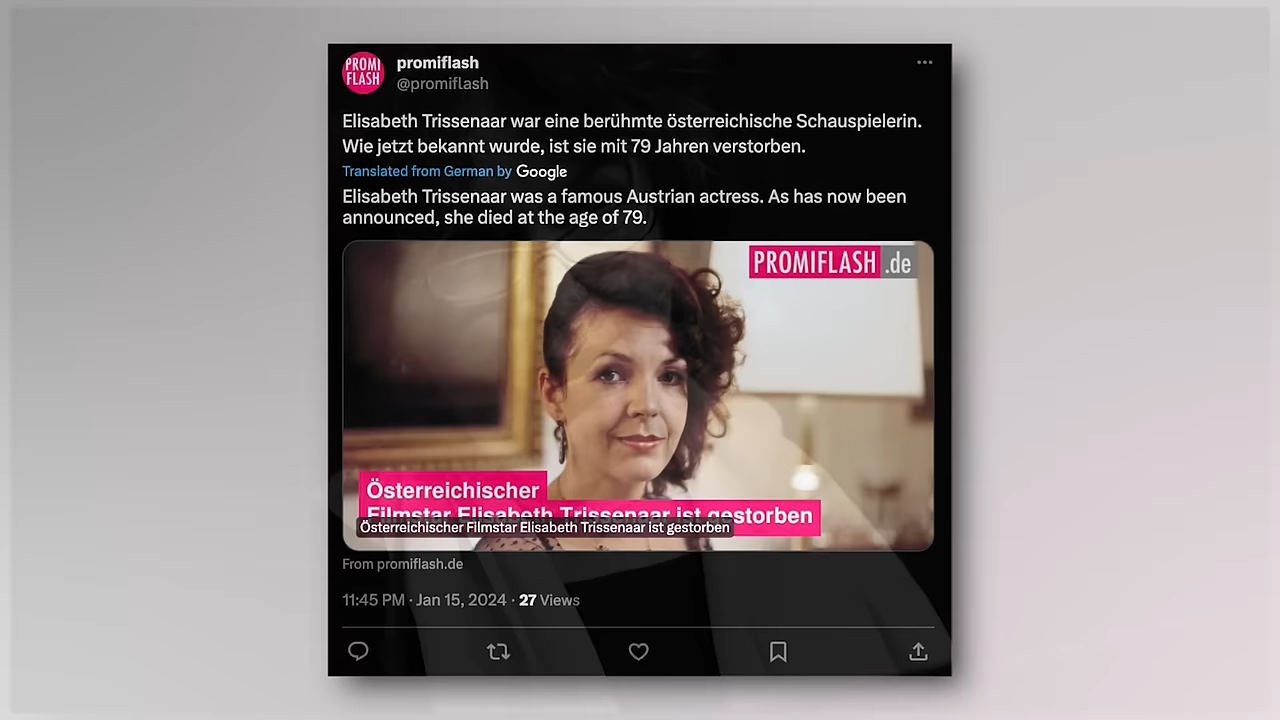 PROMI
FLASH
promiflash
@promiflash
Elisabeth Trissenaar war eine berühmte österreichische Schauspielerin.
Wie jetzt bekannt wurde, ist sie mit 79 Jahren verstorben.
Translated from German by Google
Elisabeth Trissenaar was a famous Austrian actress. As has now been
announced, she died at the age of 79.
PROMIFLASH.de
Österreichischer
Filmstar Elisabeth Trissenaar ist gestorben
Österreichischer Filmstar Elisabeth Trissenaar ist gestorben
From promiflash.de
11:45 PM · Jan 15, 2024 · 27 Views